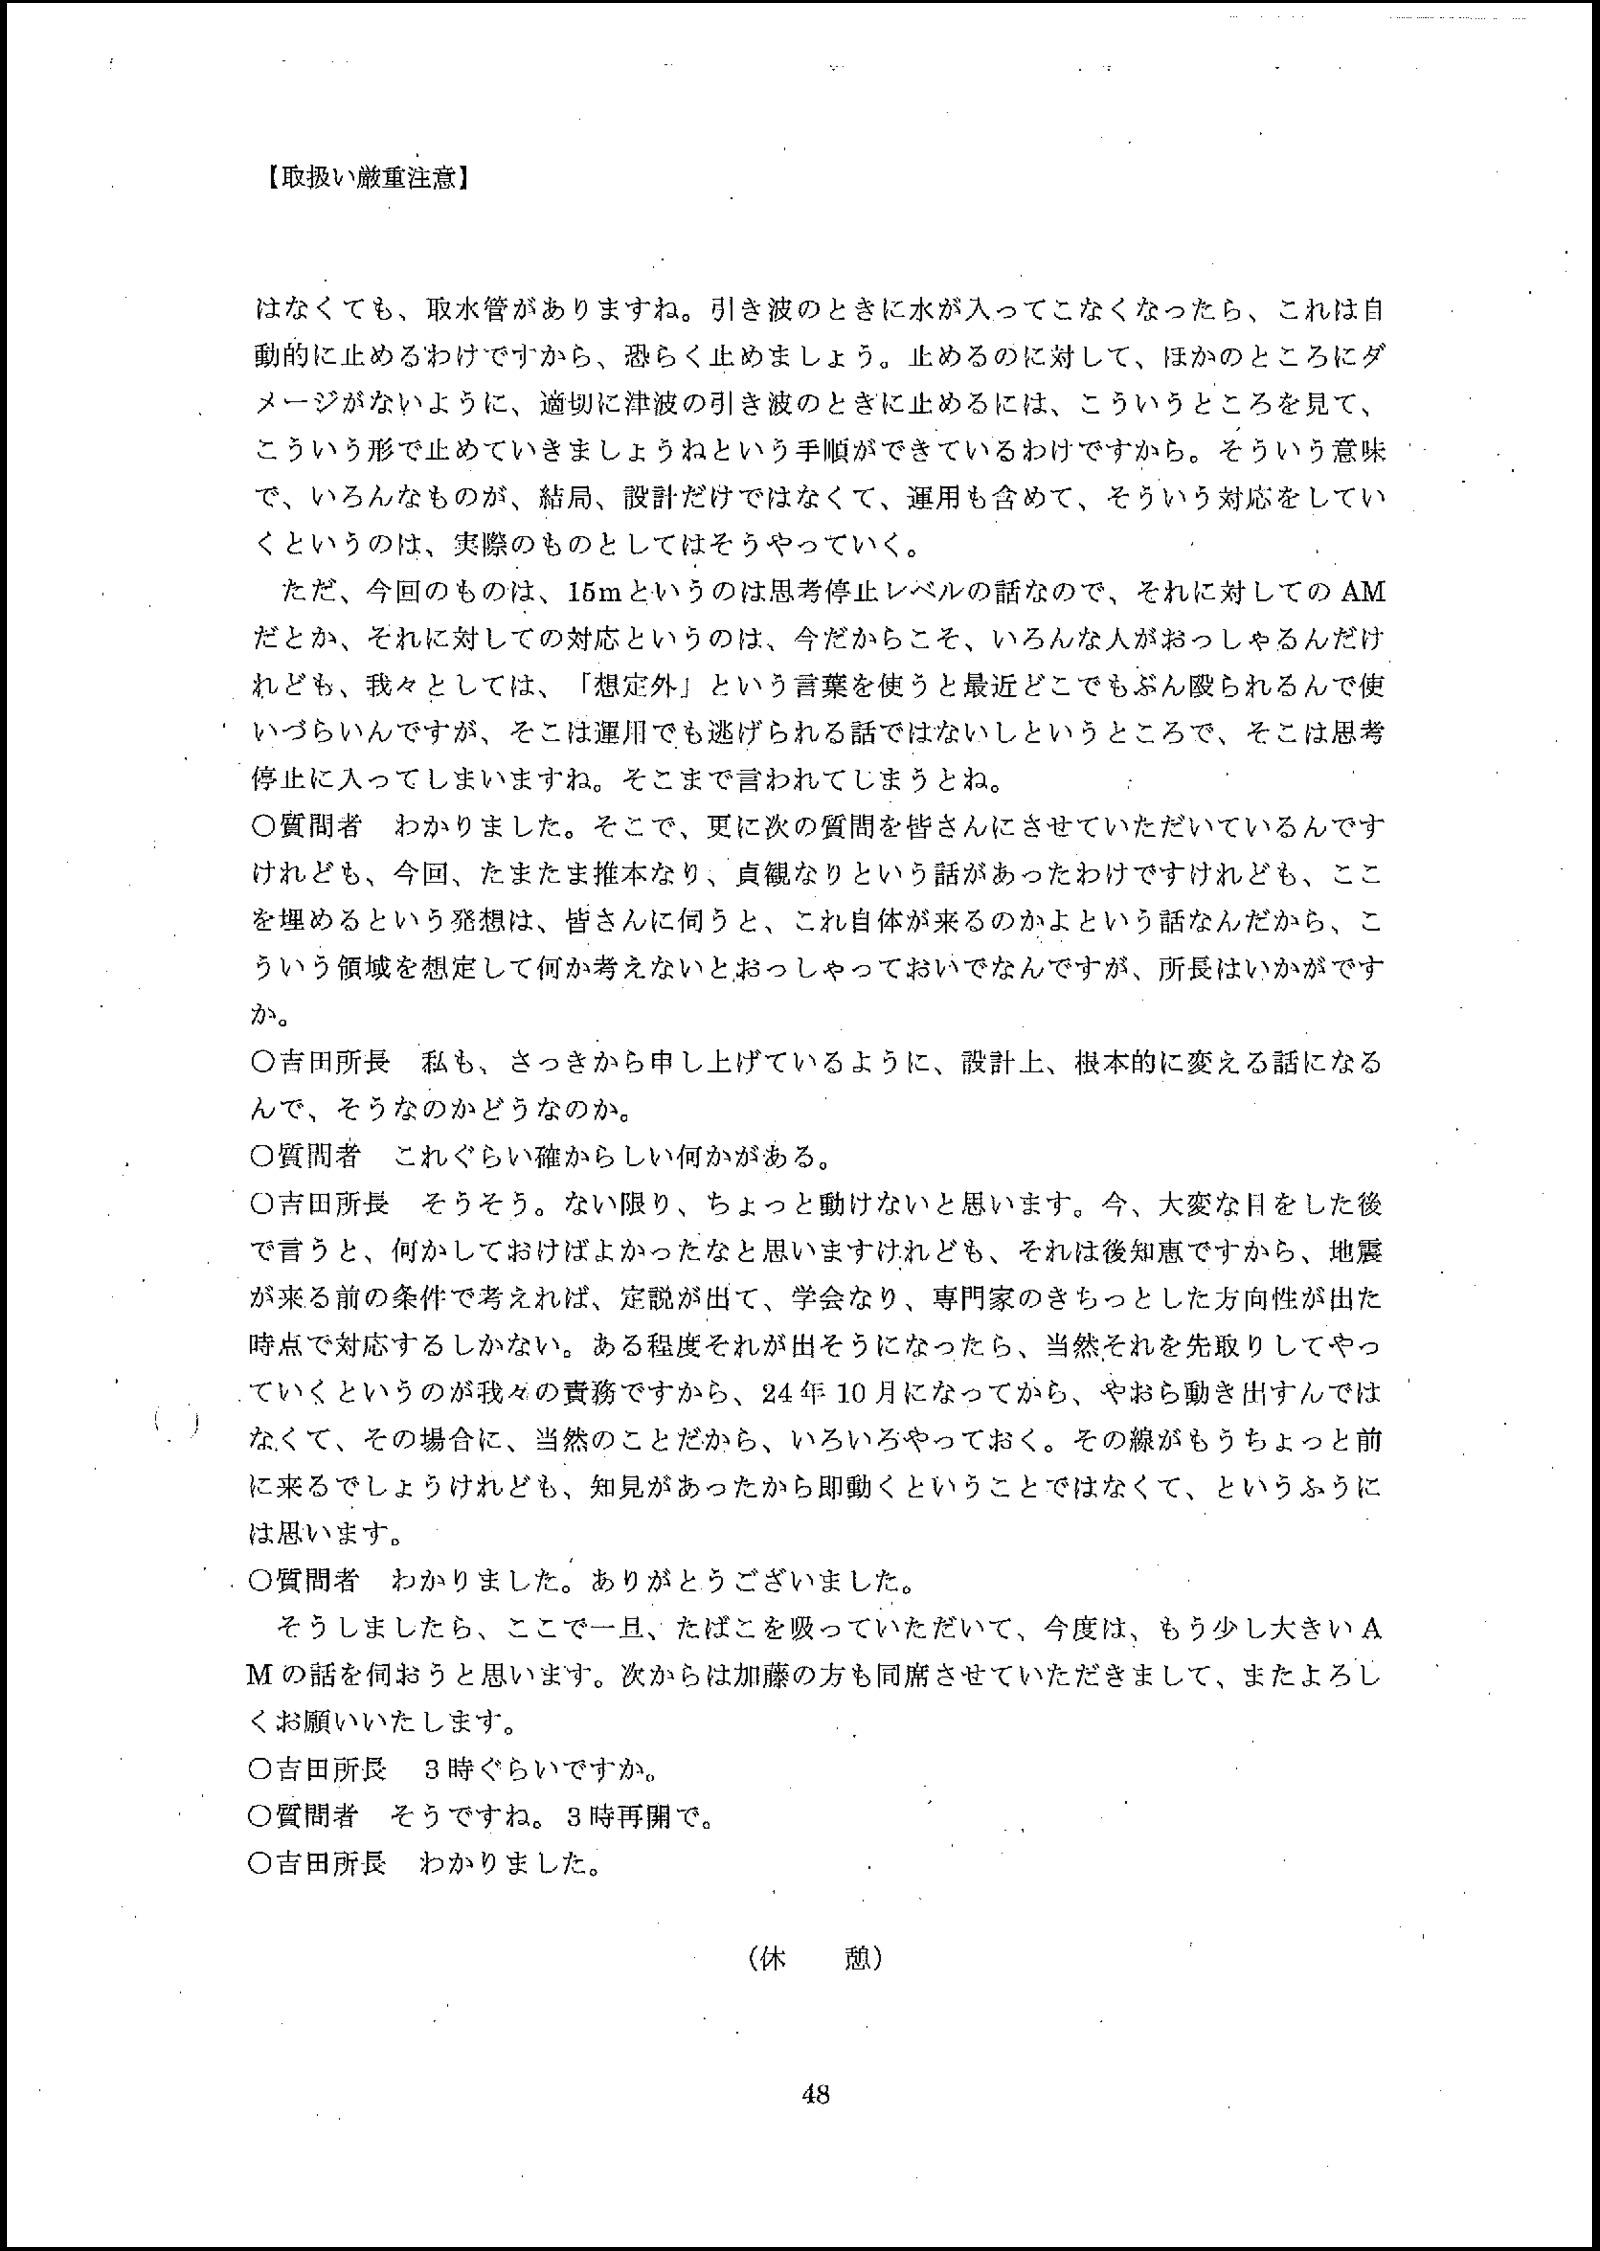 【取扱い厳重注意】
はなくても、取水管がありますね。引き波のときに水が入ってこなくなったら、これは自
動的に止めるわけですから、恐らく止めましょう。止めるのに対して、ほかのところにダ
メージがないように、適切に津波の引き波のときに止めるには、こういうところを見て、
こういう形で止めていきましょうねという手順ができているわけですから。そういう意味
で、いろんなものが、結局、設計だけではなくて、運用も含めて、そういう対応をしてい
くというのは、実際のものとしてはそうやっていく。
　ただ、今回のものは、15mというのは思考停止レベルの話なので、それに対してのAM
だとか、それに対しての対応というのは、今だからこそ、いろんな人がおっしゃるんだけ
れども、我々としては、「想定外」という言葉を使うと最近どこでもぶん殴られるんで使
いづらいんですが、そこは運用でも逃げられる話ではないしというところで、そこは思考
停止に入ってしまいますね。そこまで言われてしまうとね。
○質問者　わかりました。そこで、更に次の質問を皆さんにさせていただいているんです
けれども、今回、たまたま推本なり、貞観なりという話があったわけですけれども、ここ
を埋めるという発想は、皆さんに伺うと、これ自体が来るのかよという話なんだから、こ
ういう領域を想定して何か考えないとおっしゃっておいでなんですが、所長はいかがです
か。
○吉田所長　私も、さっきから申し上げているように、設計上、根本的に変える話になる
んで、そうなのかどうなのか。
○質問者　これぐらい確からしい何かがある。
○吉田所長　そうそう。ない限り、ちょっと動けないと思います。今、大変な目をした後
で言うと、何かしておけばよかったなと思いますけれども、それは後知恵ですから、地震
が来る前の条件で考えれば、定説が出て、学会なり、専門家のきちっとした方向性が出た
時点で対応するしかない。ある程度それが出そうになったら、当然それを先取りしてやっ
ていくというのが我々の責務ですから、24年10月になってから、やおら動き出すんでは
なくて、その場合に、当然のことだから、いろいろやっておく。その線がもうちょっと前
に来るでしょうけれども、知見があったから即動くということではなくて、というふうに
は思います。
○質問者　わかりました。ありがとうございました。
　そうしましたら、ここで一旦、たばこを吸っていただいて、今度は、もう少し大きいA
Mの話を伺おうと思います。次からは加藤の方も同席させていただきまして、またよろし
くお願いいたします。
○吉田所長　3時ぐらいですか。
○質問者　そうですね。3時再開で。
○吉田所長　わかりました。
（休　　憩）
48